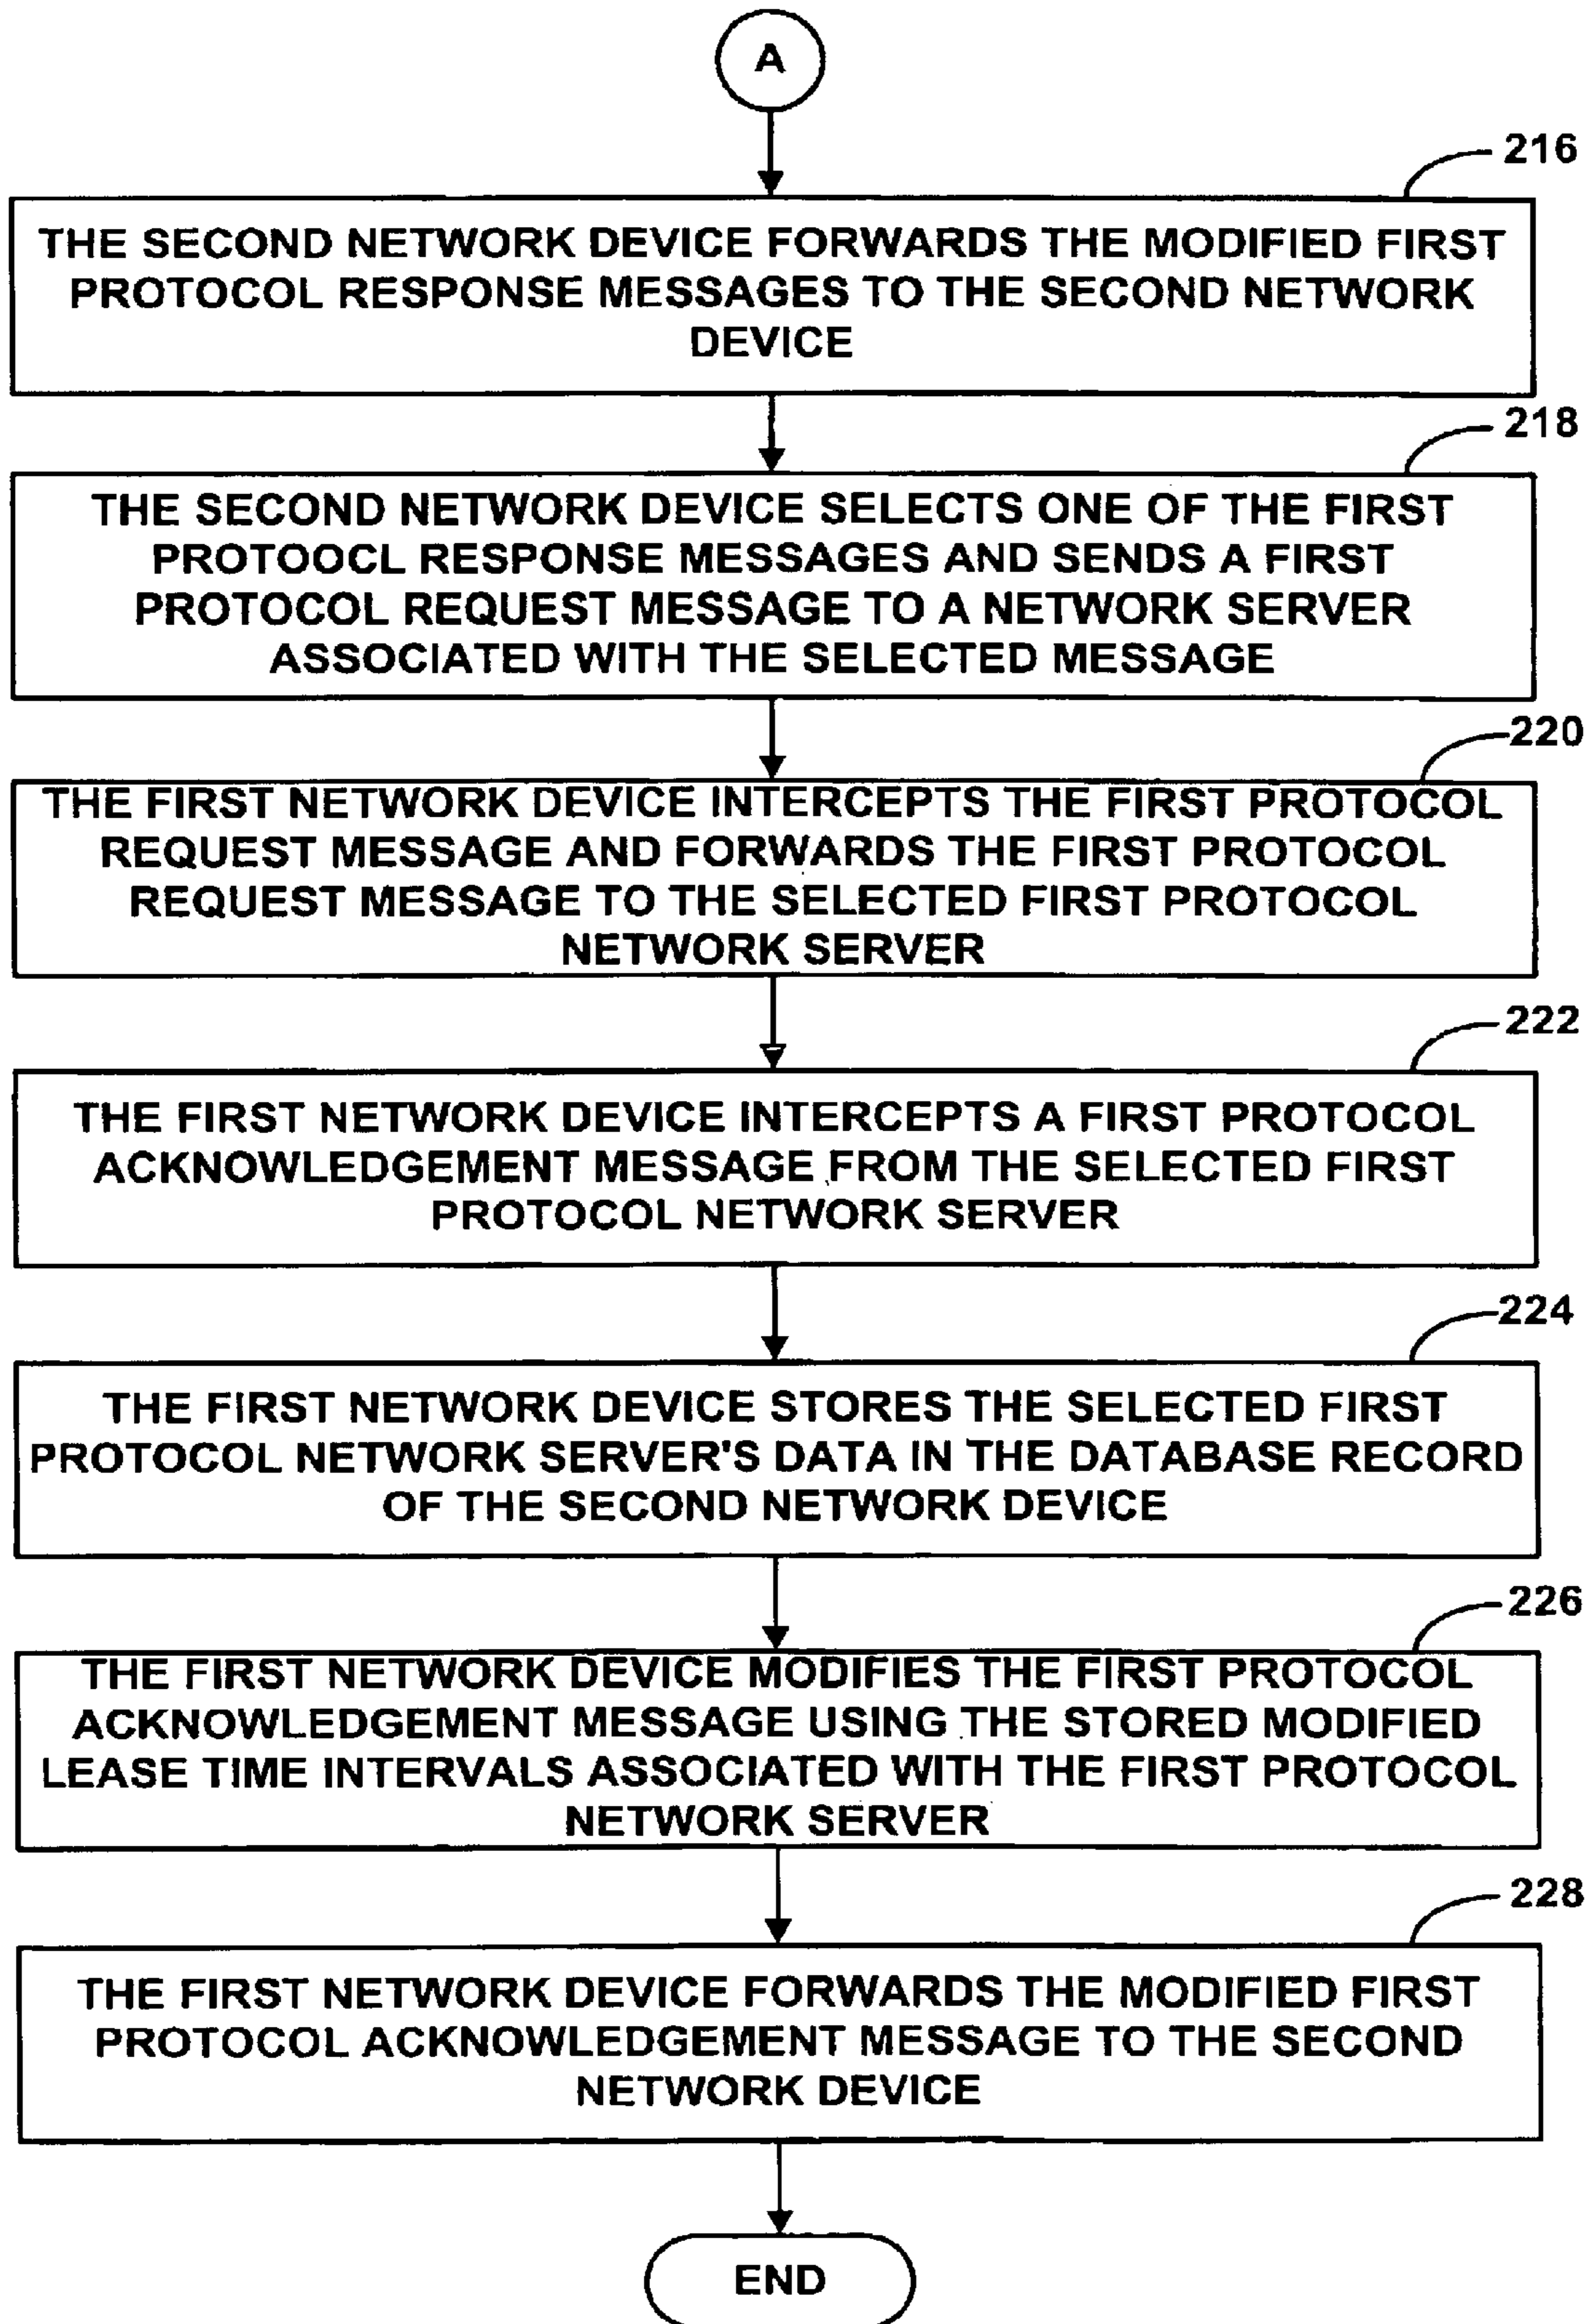 A
216
THE SECOND NETWORK DEVICE FORWARDS THE MODIFIED FIRST
PROTOCOL RESPONSE MESSAGES TO THE SECOND NETWORK
DEVICE
218
THE SECOND NETWORK DEVICE SELECTS ONE OF THE FIRST
PROTOOCL RESPONSE MESSAGES AND SENDS A FIRST
PROTOCOL REQUEST MESSAGE TO A NETWORK SERVER
ASSOCIATED WITH THE SELECTED MESSAGE
220
THE FIRST NETWORK DEVICE INTERCEPTS THE FIRST PROTOCOL
REQUEST MESSAGE AND FORWARDS THE FIRST PROTOCOL
REQUEST MESSAGE TO THE SELECTED FIRST PROTOCOL
NETWORK SERVER
222
THE FIRST NETWORK DEVICE INTERCEPTS A FIRST PROTOCOL
ACKNOWLEDGEMENT MESSAGE FROM THE SELECTED FIRST
PROTOCOL NETWORK SERVER
224
THE FIRST NETWORK DEVICE STORES THE SELECTED FIRST
PROTOCOL NETWORK SERVER'S DATA IN THE DATABASE RECORD
OF THE SECOND NETWORK DEVICE
226
THE FIRST NETWORK DEVICE MODIFIES THE FIRST PROTOCOL
ACKNOWLEDGEMENT MESSAGE USING THE STORED MODIFIED
LEASE TIME INTERVALS ASSOCIATED WITH THE FIRST PROTOCOL
NETWORK SERVER
228
THE FIRST NETWORK DEVICE FORWARDS THE MODIFIED FIRST
PROTOCOL ACKNOWLEDGEMENT MESSAGE TO THE SECOND
NETWORK DEVICE
END